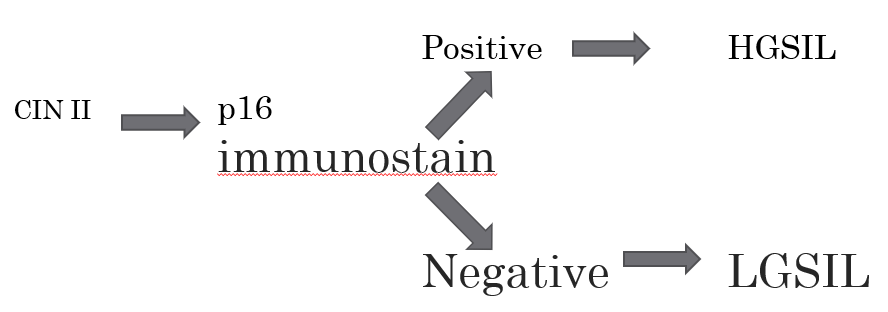 Positive
HGSIL
CIN II
p16
immunostain
Negative
LGSIL